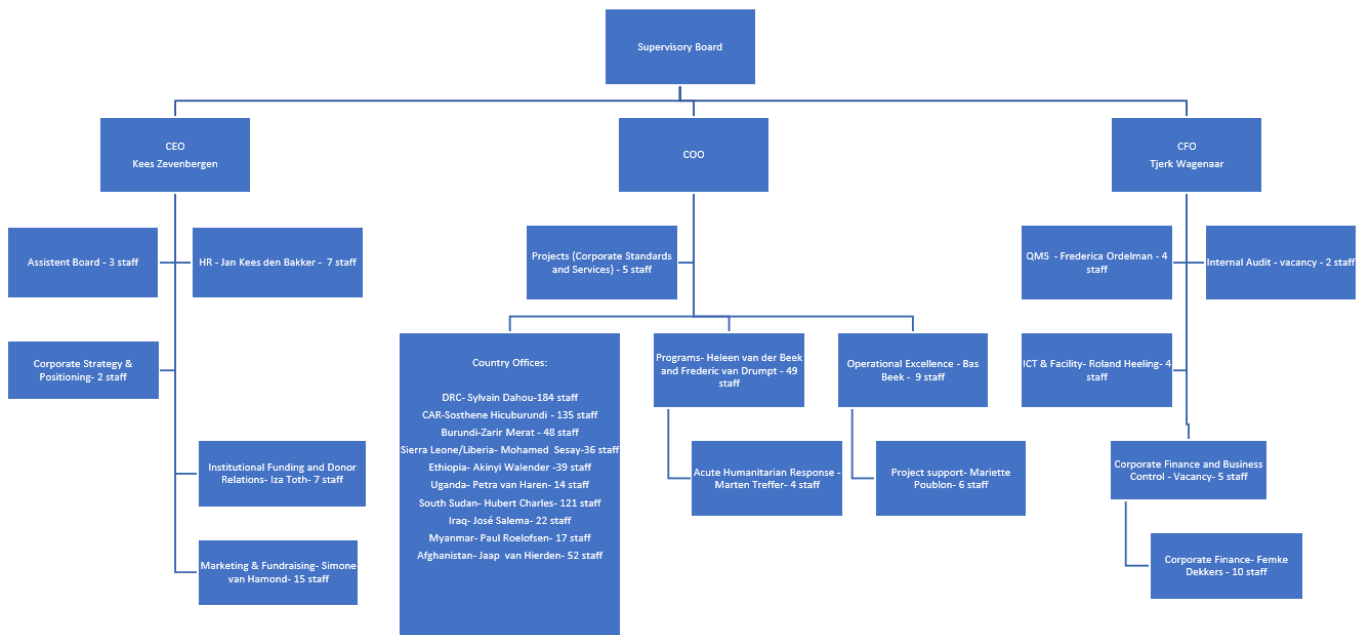 Supervisory Board
CEO
Kees Zevenbergen
COO
CFO
Tjerk Wagenaar
Assistent Board - 3 staff
HR - Jan Kees den Bakker - 7 staff
Projects (Corporate Standards
and Services) - 5 staff
QMS - Frederica Ordelman - 4
staff
Internal Audit - vacancy - 2 staff
Corporate Strategy &
Positioning- 2 staff
Country Offices:
DRC- Sylvain Dahou-184 staff
CAR-Sosthene Hicuburundi - 135 staff
Burundi-Zarir Merat - 48 staff
Sierra Leone/Liberia- Mohamed Sesay-36 staff
Ethiopia- Akinyi Walender -39 staff
Uganda- Petra van Haren- 14 staff
South Sudan- Hubert Charles- 121 staff
Iraq- José Salema- 22 staff
Myanmar- Paul Roelofsen- 17 staff
Afghanistan- Jaap van Hierden- 52 staff
Programs- Heleen van der Beek
and Frederic van Drumpt - 49
staff
Operational Excellence - Bas
Beek - 9 staff
ICT & Facility- Roland Heeling- 4
staff
Institutional Funding and Donor
Relations- Iza Toth- 7 staff
Acute Humanitarian Response -
Marten Treffer- 4 staff
Project support- Mariette
Poublon- 6 staff
Corporate Finance and Business
Control - Vacancy- 5 staff
Marketing & Fundraising- Simone
van Hamond- 15 staff
Corporate Finance- Femke
Dekkers - 10 staff